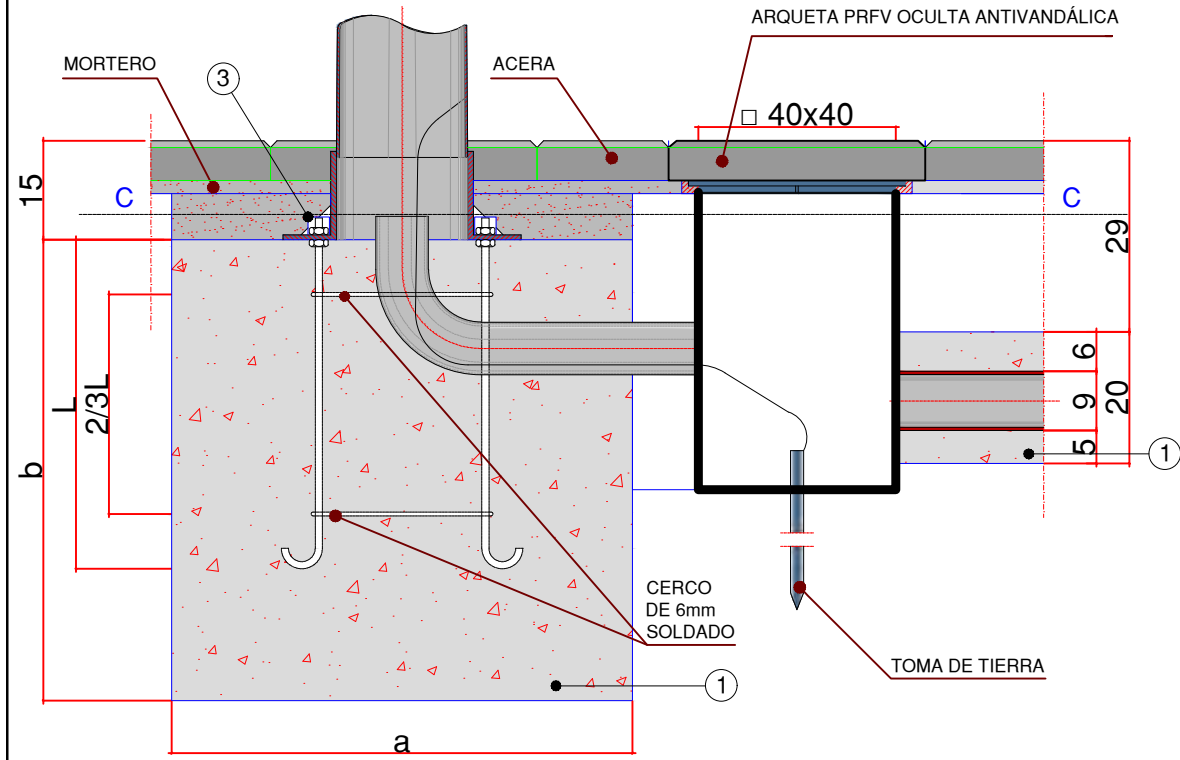 ARQUETA PRFV OCULTA ANTIVANDÁLICA
MORTERO
3
ACERA
□ 40x40
15
C
C
29
L
2/3L
b
6
9
20
5
1
CERCO
DE 6mm
SOLDADO
TOMA DE TIERRA
1
a